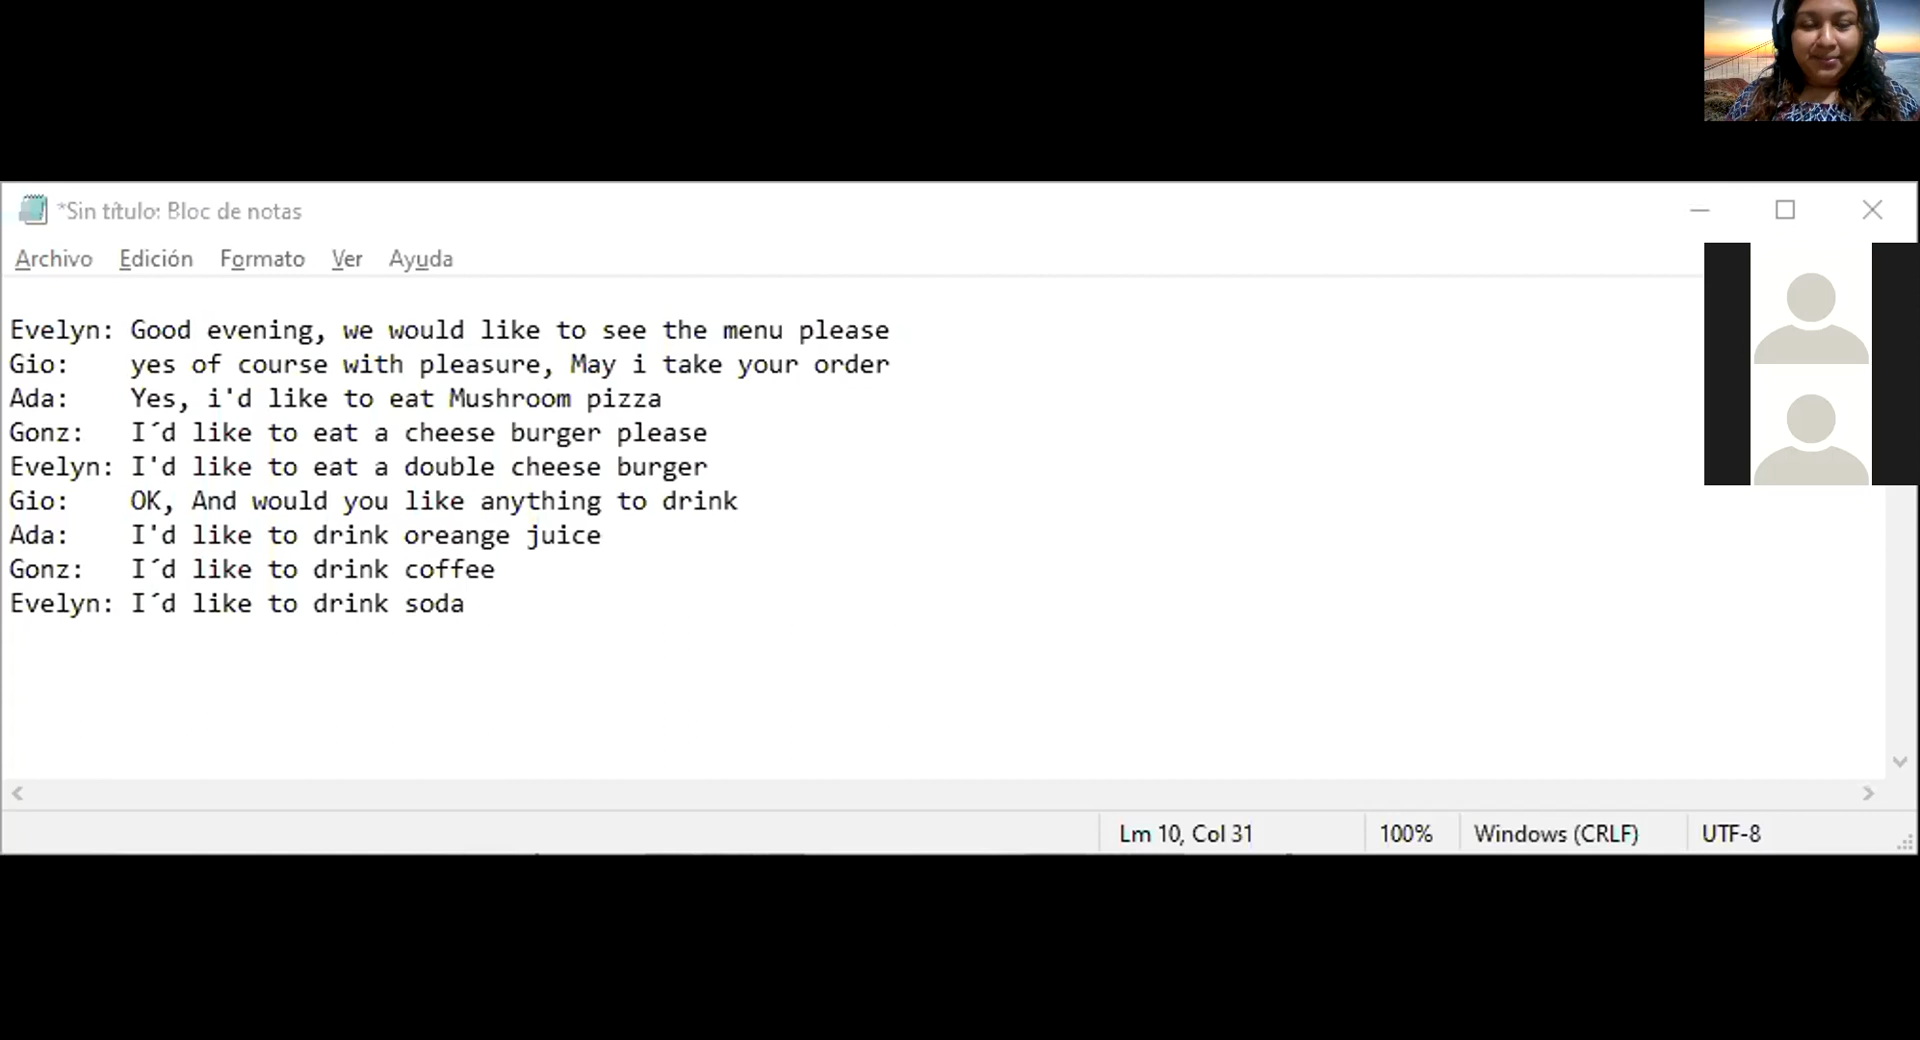 *Sin título: Bloc de notas
Archivo Edición Formato Ver Ayuda
Evelyn: Good evening, we would like to see the menu please
Gio: yes of course with pleasure, May i take your order
Ada: Yes, i'd like to eat Mushroom pizza
Gonz: I´d like to eat a cheese burger please
Evelyn: I'd like to eat a double cheese burger
Gio: OK, And would you like anything to drink
Ada: I'd like to drink oreange juice
Gonz: I´d like to drink coffee
Evelyn: I´d like to drink soda
Lm 10, Col 31 100% Windows (CRLF) UTF-8